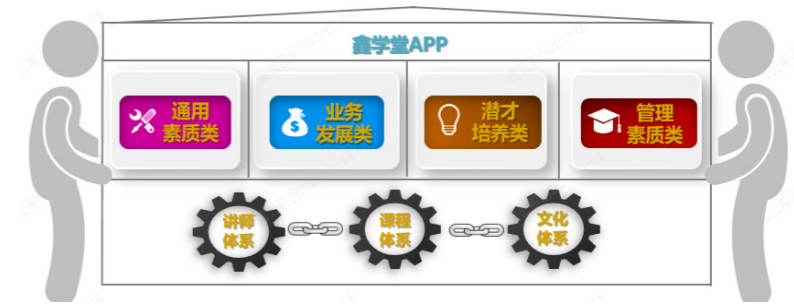 鑫学堂APP
通用
素质类
业务
发展类
潜才
培养类
管理
素质类
讲师
体系
课程
体系
文化
体系